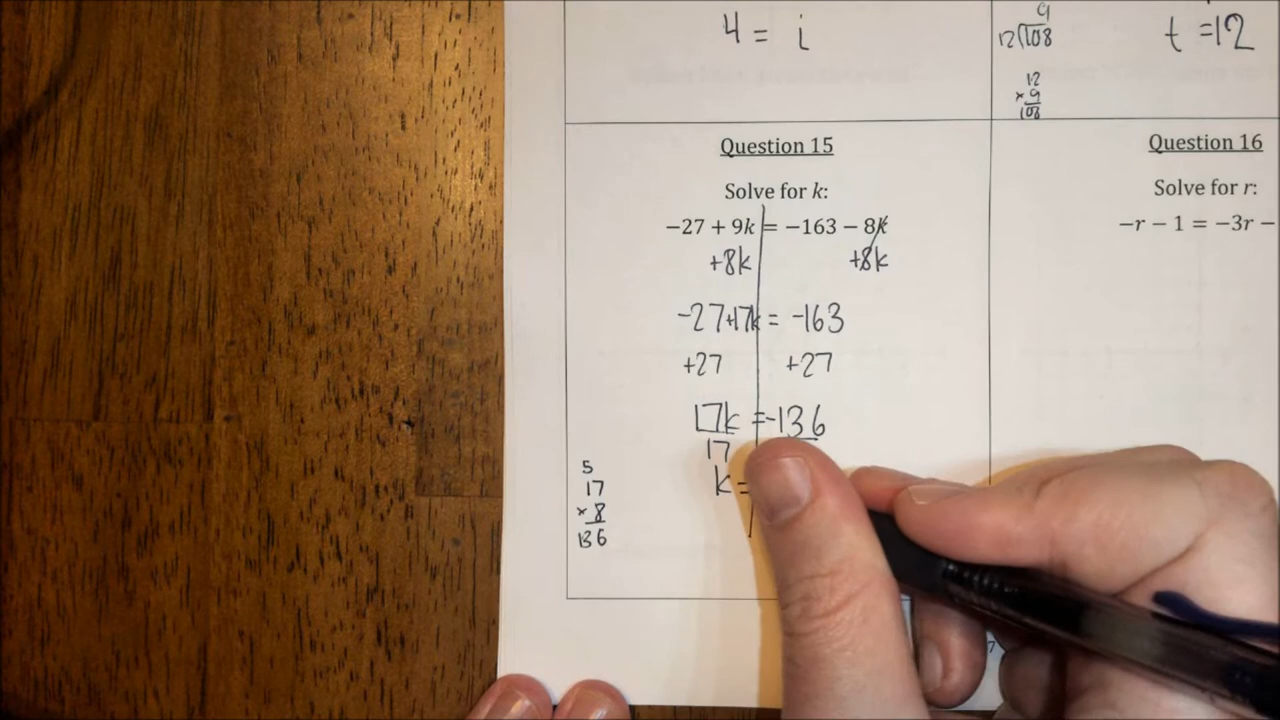 4 = i
9
12)108
12
× 9
108
t = 12
Question 15
Solve for k:
−27 + 9k = −163 − 8k
+8k +8k
-27+17k = -163
+27 +27
17k = -136
17
k =
5
17
× 8
136
Question 16
Solve for r:
−r − 1 = −3r −
7